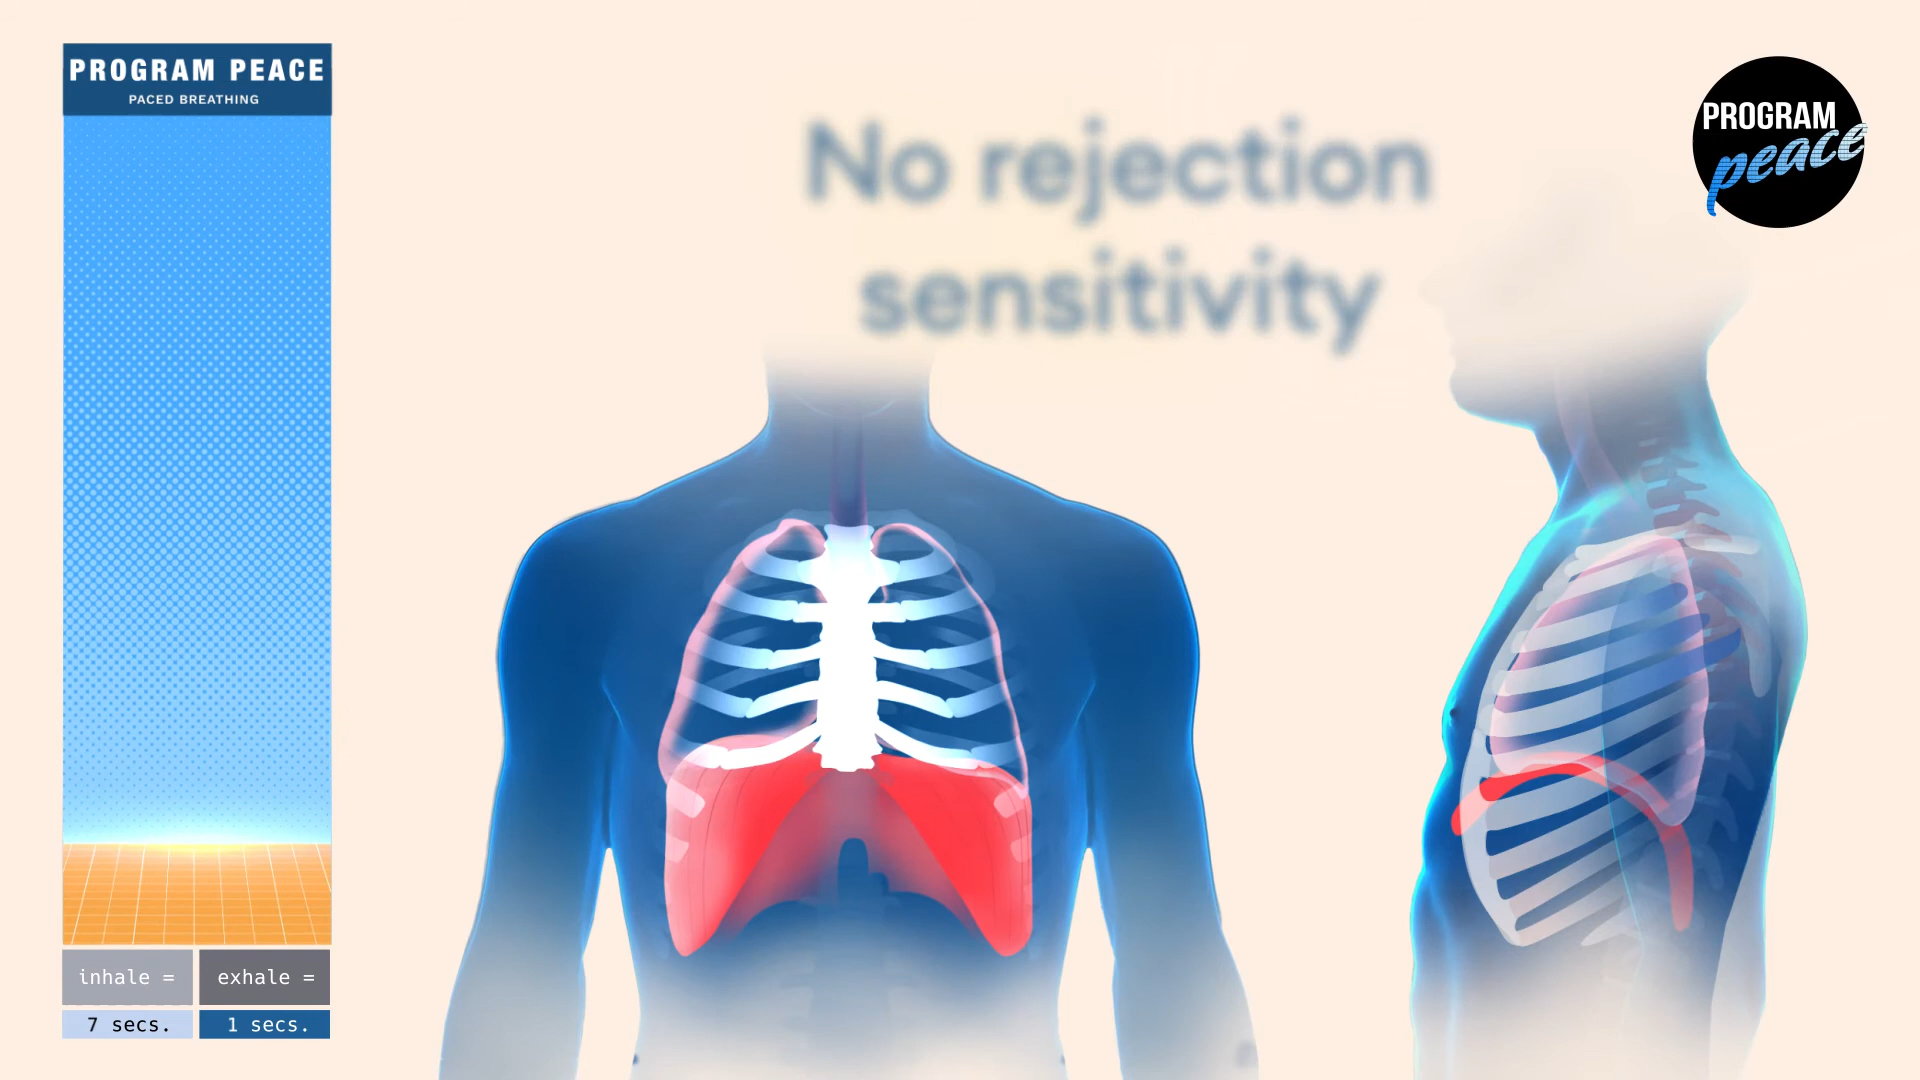 PROGRAM PEACE
PACED BREATHING
No rejection
sensitivity
PROGRAM
peace
inhale =
exhale =
7 secs.
1 secs.